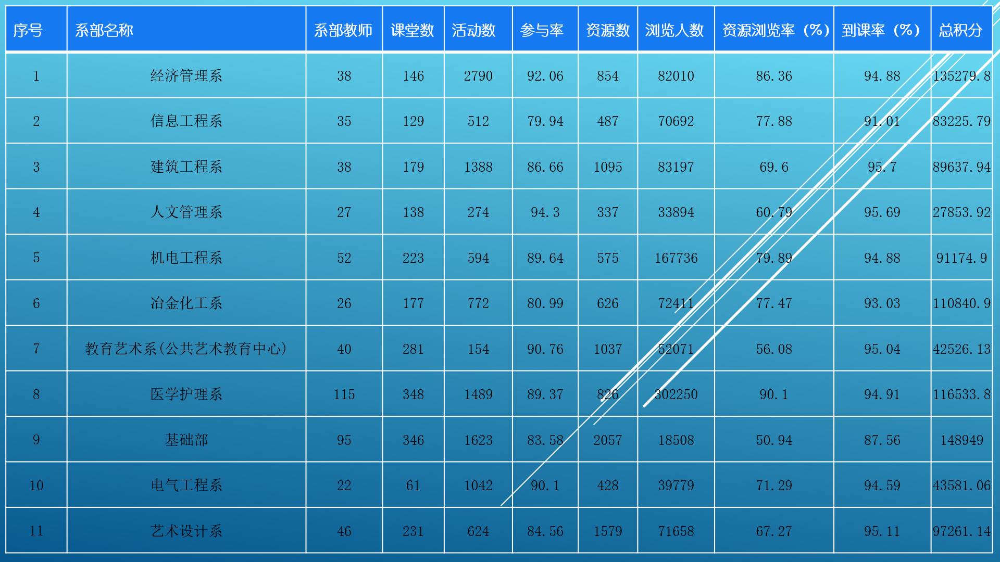 序号 系部名称 系部教师 课堂数 活动数 参与率 资源数 浏览人数 资源浏览率（%） 到课率（%） 总积分
1 经济管理系 38 146 2790 92.06 854 82010 86.36 94.88 135279.8
2 信息工程系 35 129 512 79.94 487 70692 77.88 91.01 83225.79
3 建筑工程系 38 179 1388 86.66 1095 83197 69.6 95.7 89637.94
4 人文管理系 27 138 274 94.3 337 33894 60.79 95.69 27853.92
5 机电工程系 52 223 594 89.64 575 167736 79.89 94.88 91174.9
6 冶金化工系 26 177 772 80.99 626 72411 77.47 93.03 110840.9
7 教育艺术系(公共艺术教育中心) 40 281 154 90.76 1037 52071 56.08 95.04 42526.13
8 医学护理系 115 348 1489 89.37 826 302250 90.1 94.91 116533.8
9 基础部 95 346 1623 83.58 2057 18508 50.94 87.56 148949
10 电气工程系 22 61 1042 90.1 428 39779 71.29 94.59 43581.06
11 艺术设计系 46 231 624 84.56 1579 71658 67.27 95.11 97261.14